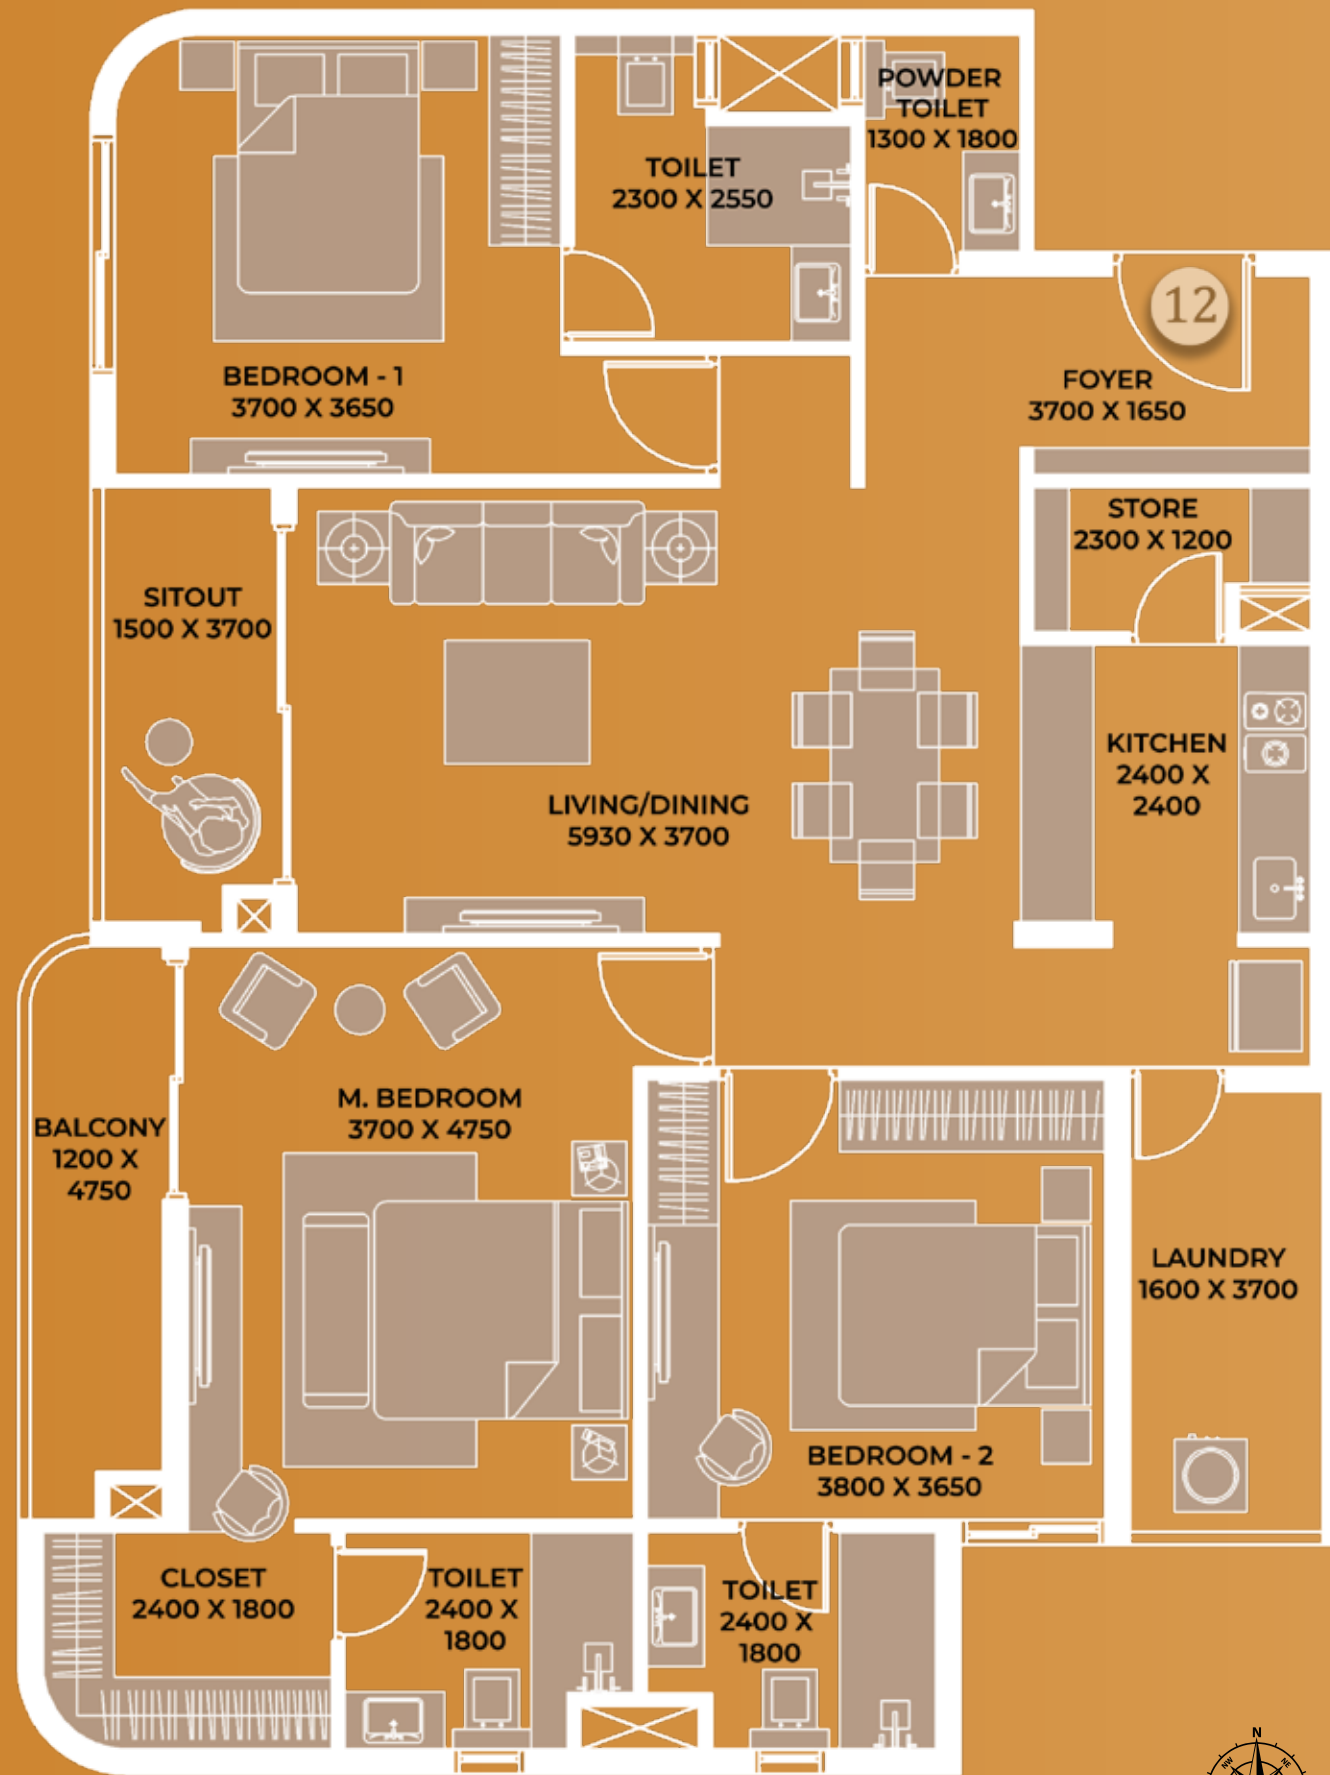 POWDER
TOILET
1300 X 1800
TOILET
2300 X 2550
12
BEDROOM - 1
3700 X 3650
FOYER
3700 X 1650
STORE
2300 X 1200
SITOUT
1500 X 3700
KITCHEN
2400 X
2400
LIVING/DINING
5930 X 3700
M. BEDROOM
3700 X 4750
BALCONY
1200 X
4750
LAUNDRY
1600 X 3700
BEDROOM - 2
3800 X 3650
CLOSET
2400 X 1800
TOILET
2400 X
1800
TOILET
2400 X
1800
N
NW
NE